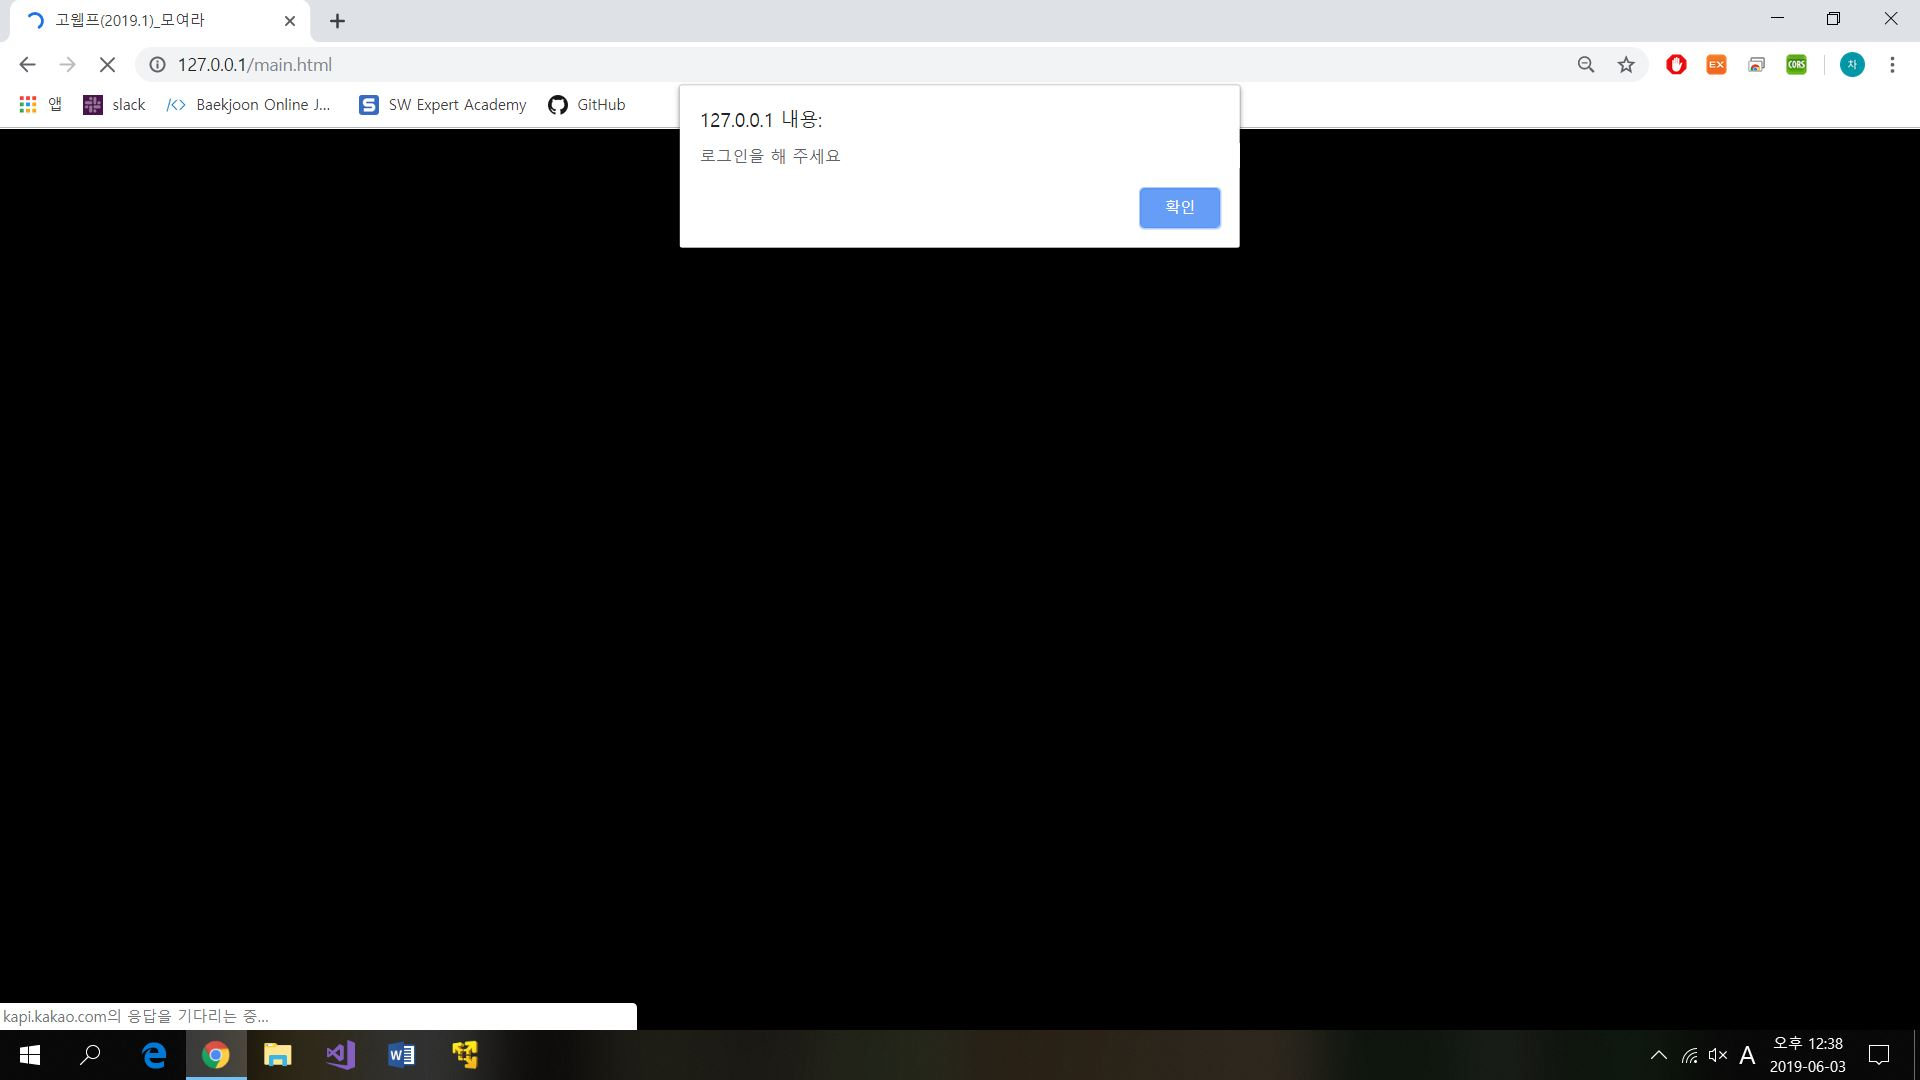 고웹프(2019.1)_모여라
127.0.0.1/main.html
EX
CORS
차
앱
slack
Baekjoon Online J...
SW Expert Academy
GitHub
127.0.0.1 내용:
로그인을 해 주세요
확인
kapi.kakao.com의 응답을 기다리는 중...
A
오후 12:38
2019-06-03